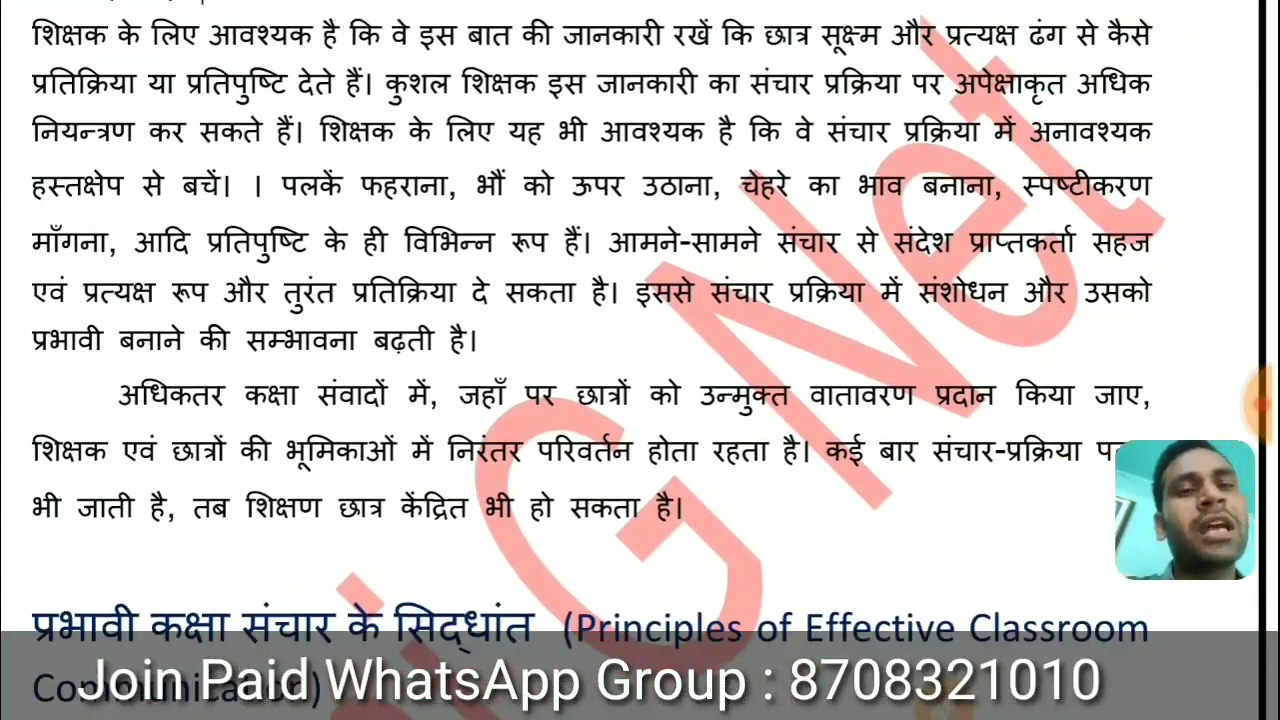 शिक्षक के लिए आवश्यक है कि वे इस बात की जानकारी रखें कि छात्र सूक्ष्म और प्रत्यक्ष ढंग से कैसे
प्रतिक्रिया या प्रतिपुष्टि देते हैं। कुशल शिक्षक इस जानकारी का संचार प्रक्रिया पर अपेक्षाकृत अधिक
नियन्त्रण कर सकते हैं। शिक्षक के लिए यह भी आवश्यक है कि वे संचार प्रक्रिया में अनावश्यक
हस्तक्षेप से बचें। । पलकें फहराना, भौं को ऊपर उठाना, चेहरे का भाव बनाना, स्पष्टीकरण
माँगना, आदि प्रतिपुष्टि के ही विभिन्न रूप हैं। आमने-सामने संचार से संदेश प्राप्तकर्ता सहज
एवं प्रत्यक्ष रूप और तुरंत प्रतिक्रिया दे सकता है। इससे संचार प्रक्रिया में संशोधन और उसको
प्रभावी बनाने की सम्भावना बढ़ती है।
अधिकतर कक्षा संवादों में, जहाँ पर छात्रों को उन्मुक्त वातावरण प्रदान किया जाए,
शिक्षक एवं छात्रों की भूमिकाओं में निरंतर परिवर्तन होता रहता है। कई बार संचार-प्रक्रिया
भी जाती है, तब शिक्षण छात्र केंद्रित भी हो सकता है।
प्रभावी कक्षा संचार के सिद्धांत (Principles of Effective Classroom
Communication)
Join Paid WhatsApp Group : 8708321010
G Net